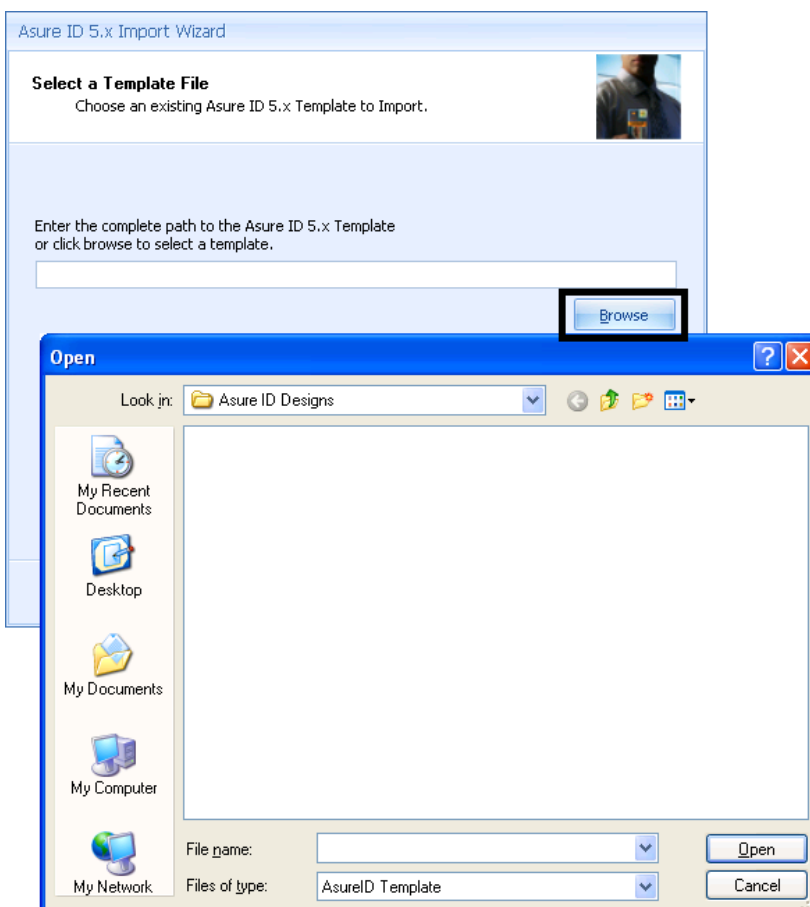 Asure ID 5.x Import Wizard
Select a Template File
Choose an existing Asure ID 5.x Template to Import.
Enter the complete path to the Asure ID 5.x Template
or click browse to select a template.
Browse
Open
Look in:
Asure ID Designs
My Recent
Documents
Desktop
My Documents
My Computer
My Network
File name:
Open
Files of type:
AsureID Template
Cancel